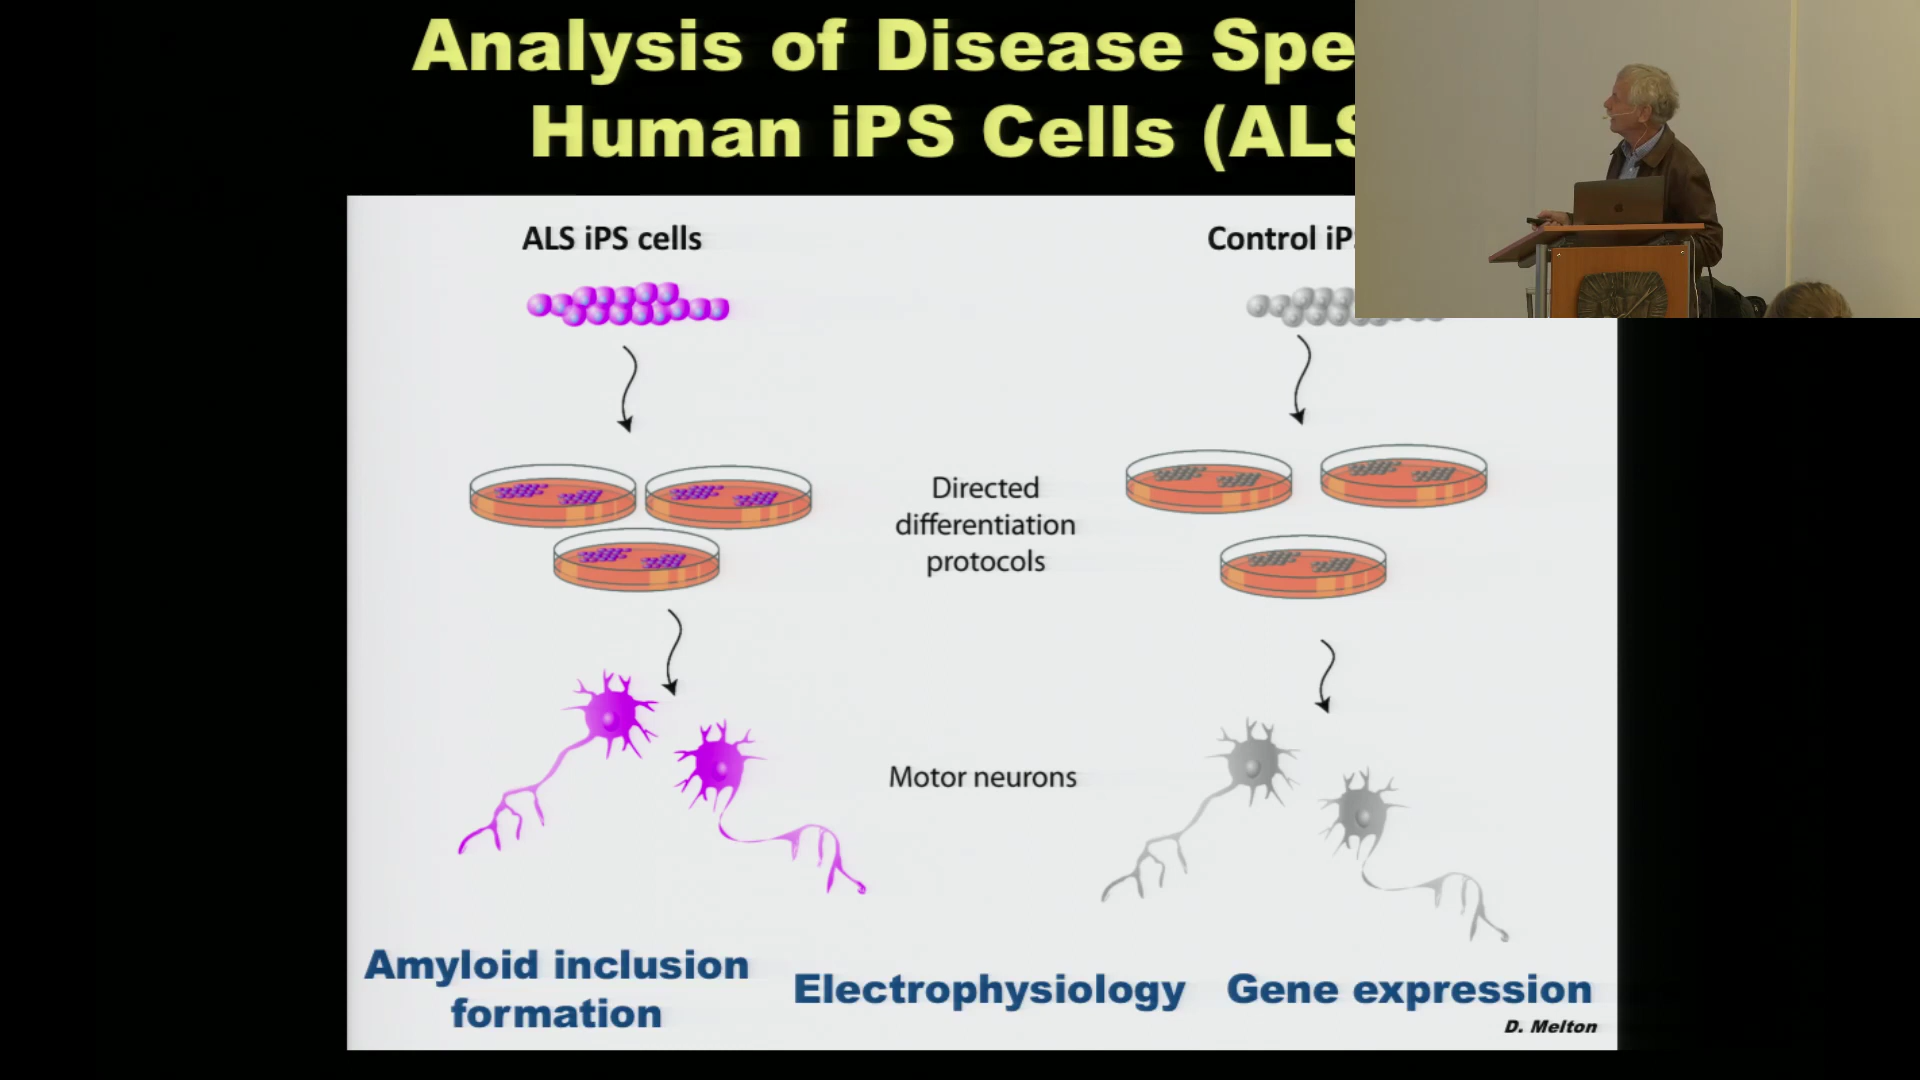 Analysis of Disease Spe
Human iPS Cells (ALS
ALS iPS cells
Control iP
Directed
differentiation
protocols
Motor neurons
Amyloid inclusion
formation
Electrophysiology
Gene expression
D. Melton